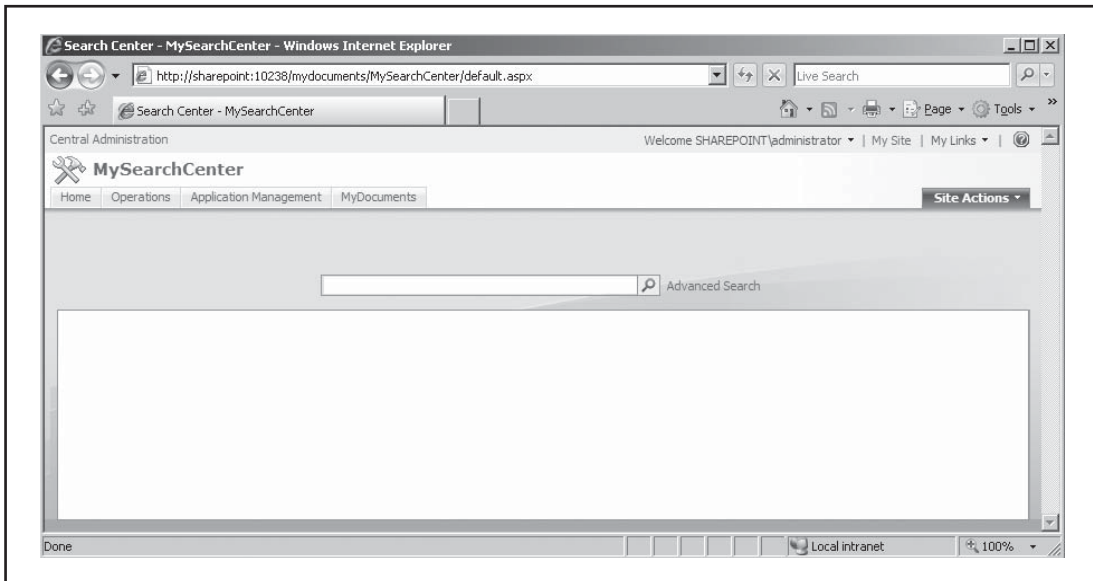 Search Center - MySearchCenter - Windows Internet Explorer
http://sharepoint:10238/mydocuments/MySearchCenter/default.aspx
Live Search
Search Center - MySearchCenter
Page
Tools
»
Central Administration
Welcome SHAREPOINT\administrator | My Site | My Links |
MySearchCenter
Home Operations Application Management MyDocuments
Site Actions
Advanced Search
Done
Local intranet
100%